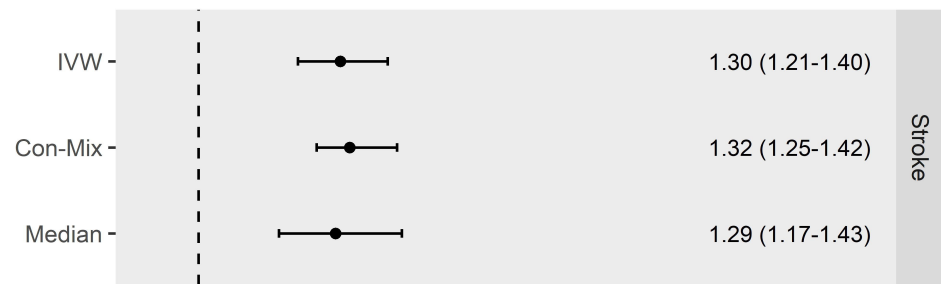 IVW 1.30 (1.21-1.40)
Con-Mix 1.32 (1.25-1.42)
Median 1.29 (1.17-1.43)
Stroke